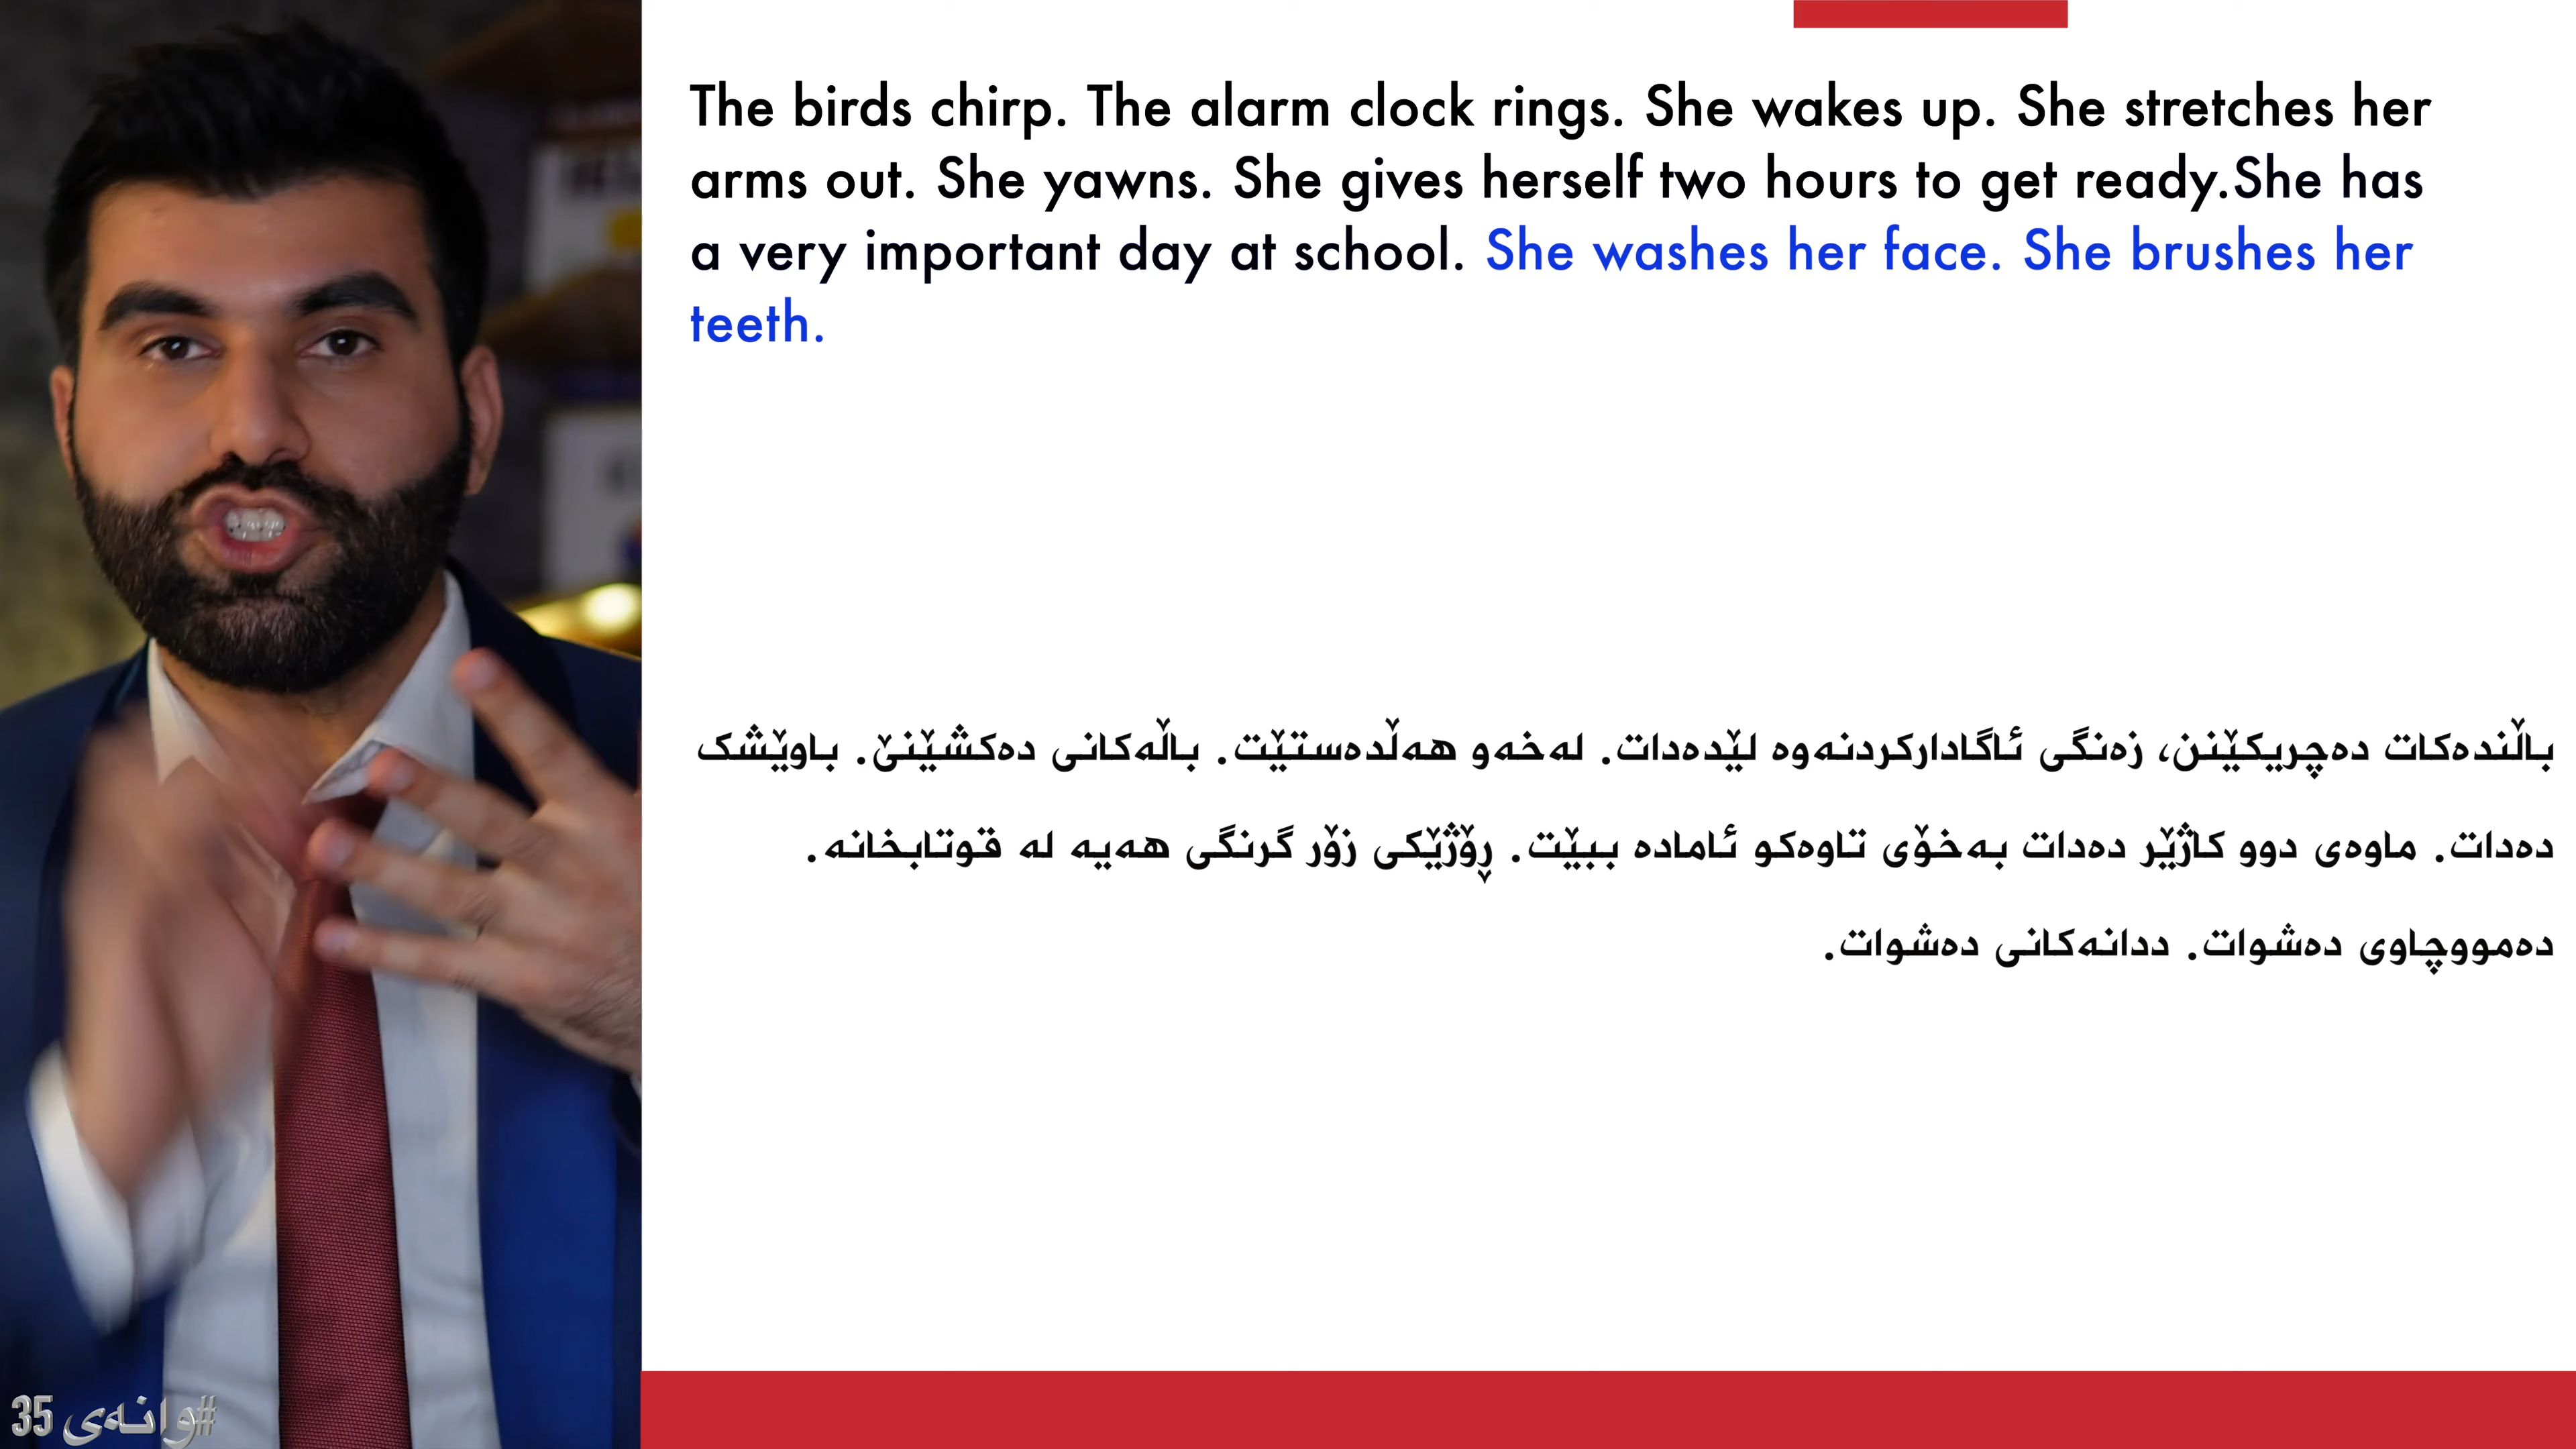 The birds chirp. The alarm clock rings. She wakes up. She stretches her
arms out. She yawns. She gives herself two hours to get ready.She has
a very important day at school. She washes her face. She brushes her
teeth.
باڵندەکات دەچریکێنن، زەنگی ئاگادارکردنەوە لێدەدات. لەخەو هەڵدەستێت. باڵەکانی دەکشێنێ. باوێشک
دەدات. ماوەی دوو کاژێر دەدات بەخۆی تاوەکو ئامادە ببێت. ڕۆژێکی زۆر گرنگی هەیە لە قوتابخانە.
دەمووچاوی دەشوات. ددانەکانی دەشوات.
#وانەی 35